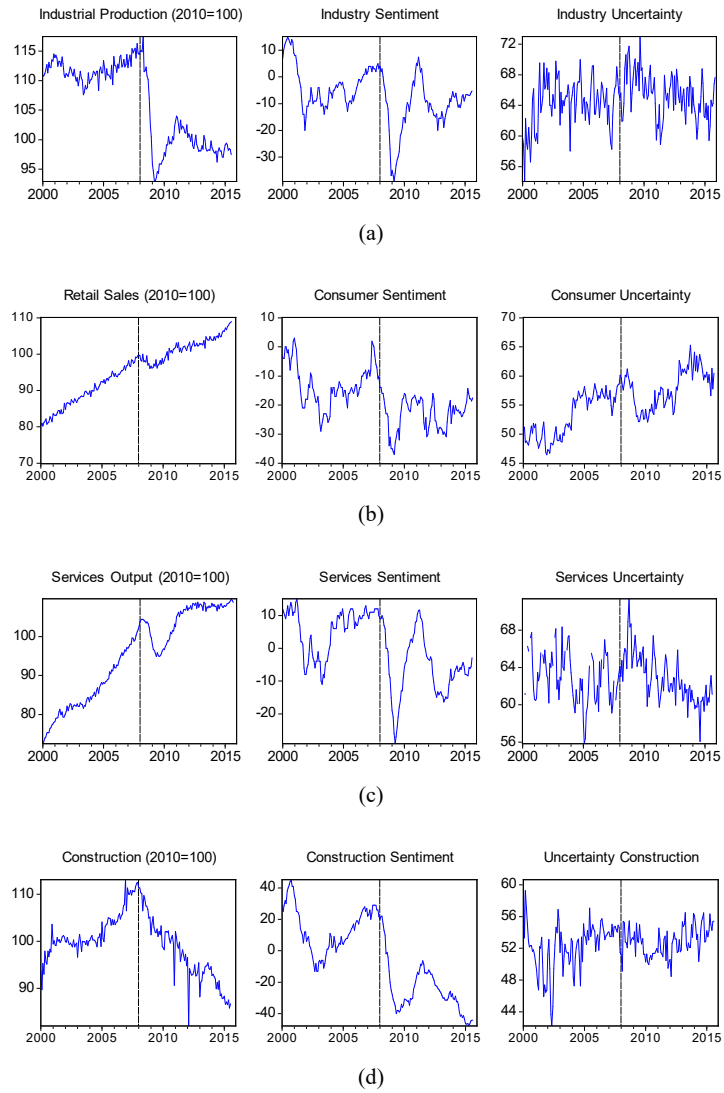 Industrial Production (2010=100) Industry Sentiment Industry Uncertainty
115 110 105 100 95
10 0 -10 -20 -30
72 68 64 60 56
2000 2005 2010 2015 2000 2005 2010 2015 2000 2005 2010 2015
(a)
Retail Sales (2010=100) Consumer Sentiment Consumer Uncertainty
110 100 90 80 70
10 0 -10 -20 -30 -40
70 65 60 55 50 45
2000 2005 2010 2015 2000 2005 2010 2015 2000 2005 2010 2015
(b)
Services Output (2010=100) Services Sentiment Services Uncertainty
100 90 80
10 0 -10 -20
68 64 60 56
2000 2005 2010 2015 2000 2005 2010 2015 2000 2005 2010 2015
(c)
Construction (2010=100) Construction Sentiment Uncertainty Construction
110 100 90
40 20 0 -20 -40
60 56 52 48 44
2000 2005 2010 2015 2000 2005 2010 2015 2000 2005 2010 2015
(d)